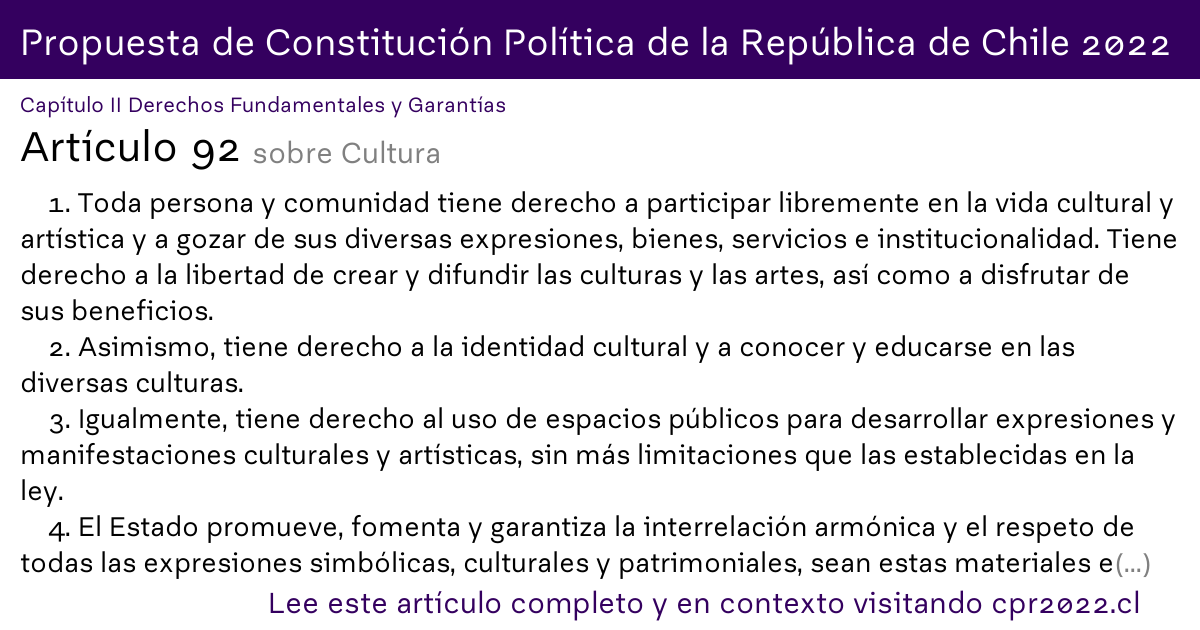 Propuesta de Constitución Política de la República de Chile 2022
Capítulo II Derechos Fundamentales y Garantías
Artículo 92 sobre Cultura
1. Toda persona y comunidad tiene derecho a participar libremente en la vida cultural y
artística y a gozar de sus diversas expresiones, bienes, servicios e institucionalidad. Tiene
derecho a la libertad de crear y difundir las culturas y las artes, así como a disfrutar de
sus beneficios.
2. Asimismo, tiene derecho a la identidad cultural y a conocer y educarse en las
diversas culturas.
3. Igualmente, tiene derecho al uso de espacios públicos para desarrollar expresiones y
manifestaciones culturales y artísticas, sin más limitaciones que las establecidas en la
ley.
4. El Estado promueve, fomenta y garantiza la interrelación armónica y el respeto de
todas las expresiones simbólicas, culturales y patrimoniales, sean estas materiales e(...)
Lee este artículo completo y en contexto visitando cpr2022.cl